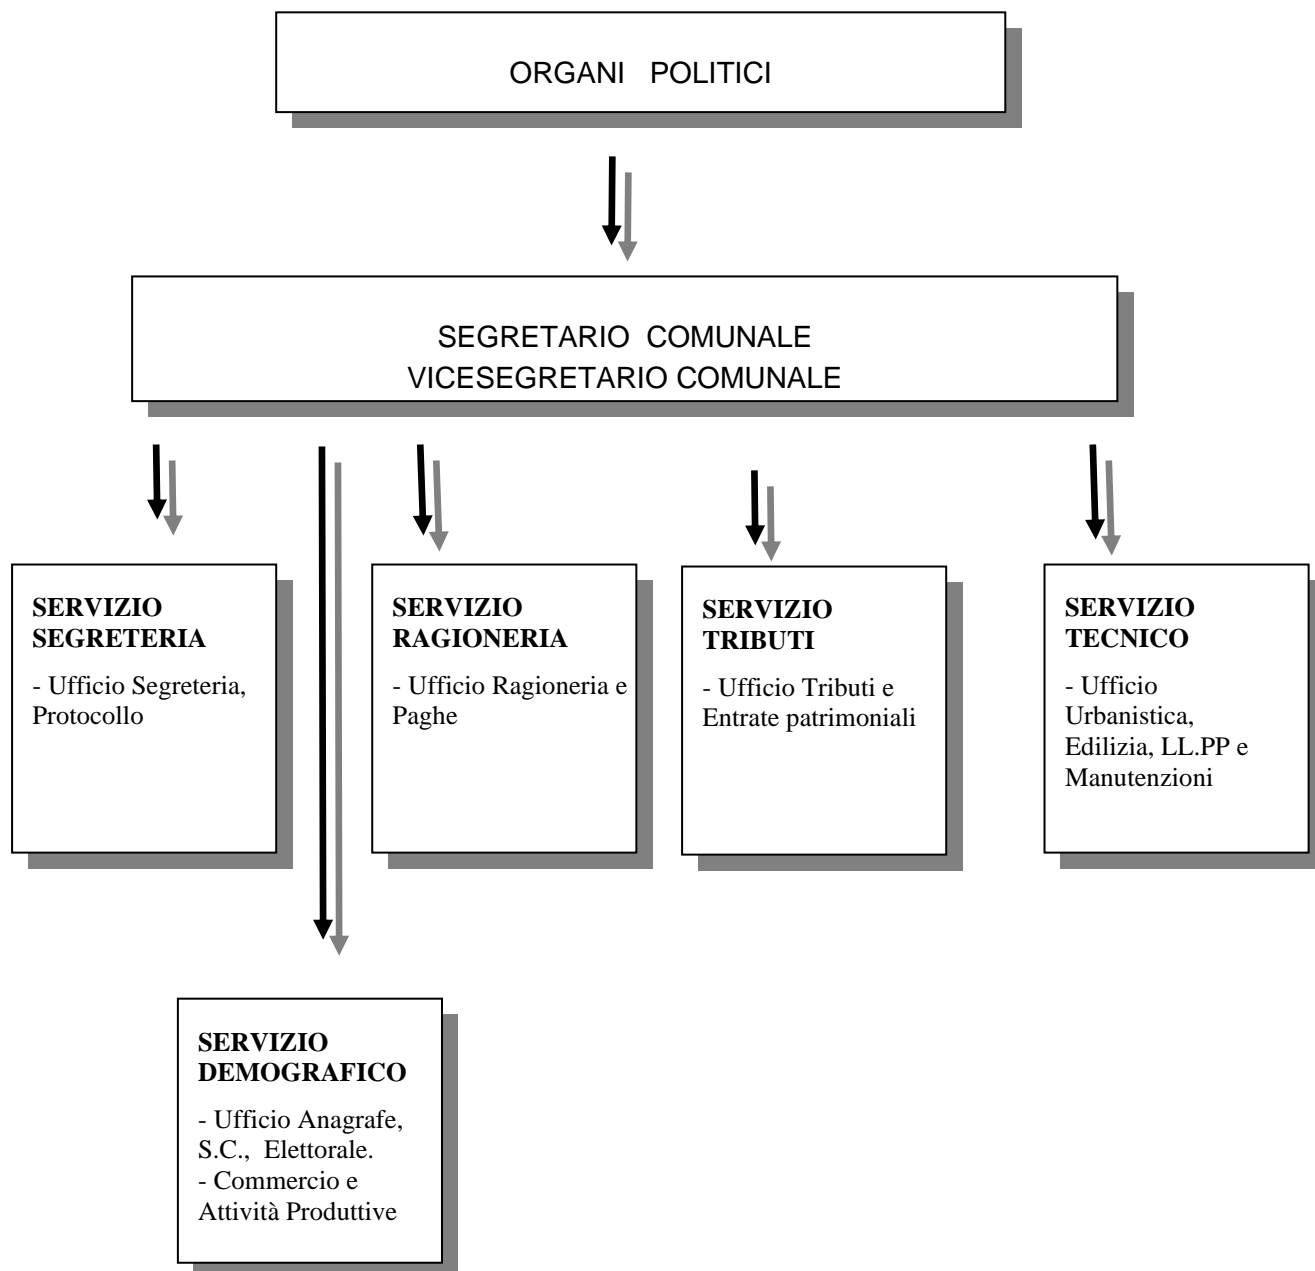 ORGANI POLITICI
SEGRETARIO COMUNALE
VICESEGRETARIO COMUNALE
SERVIZIO
SEGRETERIA
- Ufficio Segreteria,
Protocollo
SERVIZIO
RAGIONERIA
- Ufficio Ragioneria e
Paghe
SERVIZIO
TRIBUTI
- Ufficio Tributi e
Entrate patrimoniali
SERVIZIO
TECNICO
- Ufficio
Urbanistica,
Edilizia, LL.PP e
Manutenzioni
SERVIZIO
DEMOGRAFICO
- Ufficio Anagrafe,
S.C., Elettorale.
- Commercio e
Attività Produttive